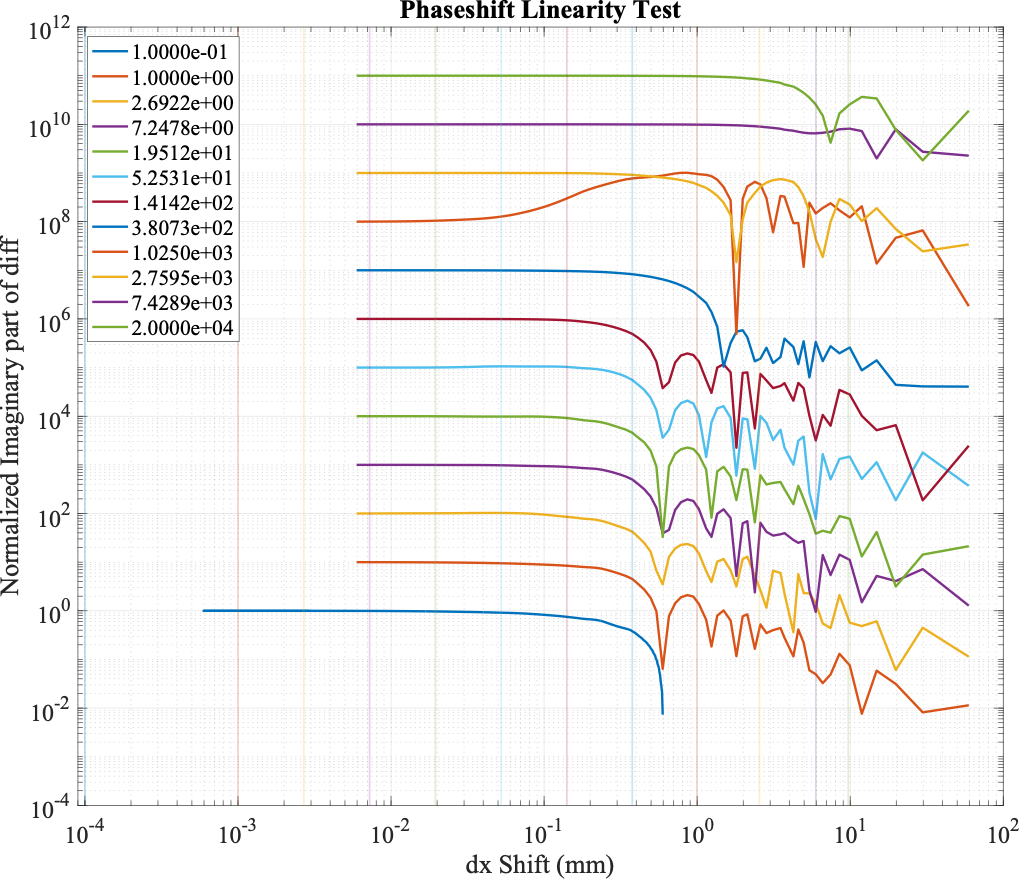 Phaseshift Linearity Test
10^12
10^10
10^8
10^6
10^4
10^2
10^0
10^-2
10^-4
Normalized Imaginary part of diff
1.0000e-01
1.0000e+00
2.6922e+00
7.2478e+00
1.9512e+01
5.2531e+01
1.4142e+02
3.8073e+02
1.0250e+03
2.7595e+03
7.4289e+03
2.0000e+04
10^-4 10^-3 10^-2 10^-1 10^0 10^1 10^2
dx Shift (mm)